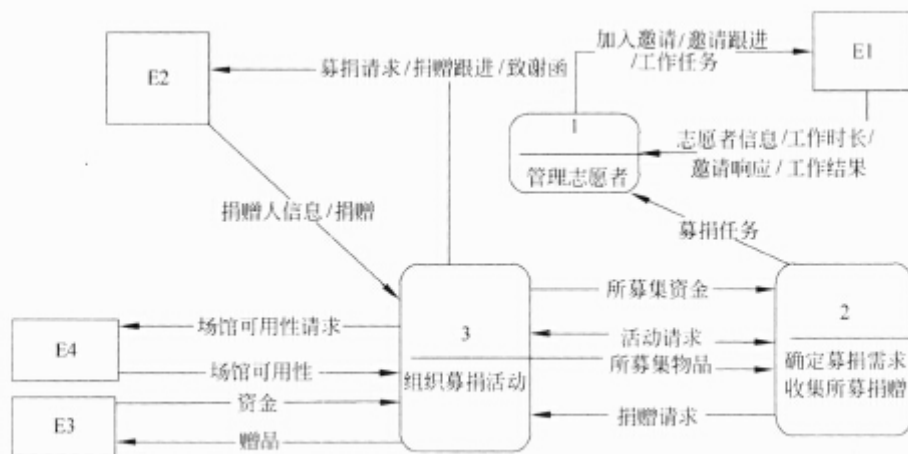 加入邀请/邀请跟进
/工作任务
E1
E2
募捐请求/捐赠跟进/致谢函
1
管理志愿者
志愿者信息/工作时长/
邀请响应/工作结果
捐赠人信息/捐赠
募捐任务
所募集资金
场馆可用性请求
活动请求
3
2
E4
所募集物品
组织募捐活动
确定募捐需求
收集所募捐赠
场馆可用性
资金
捐赠请求
E3
赠品